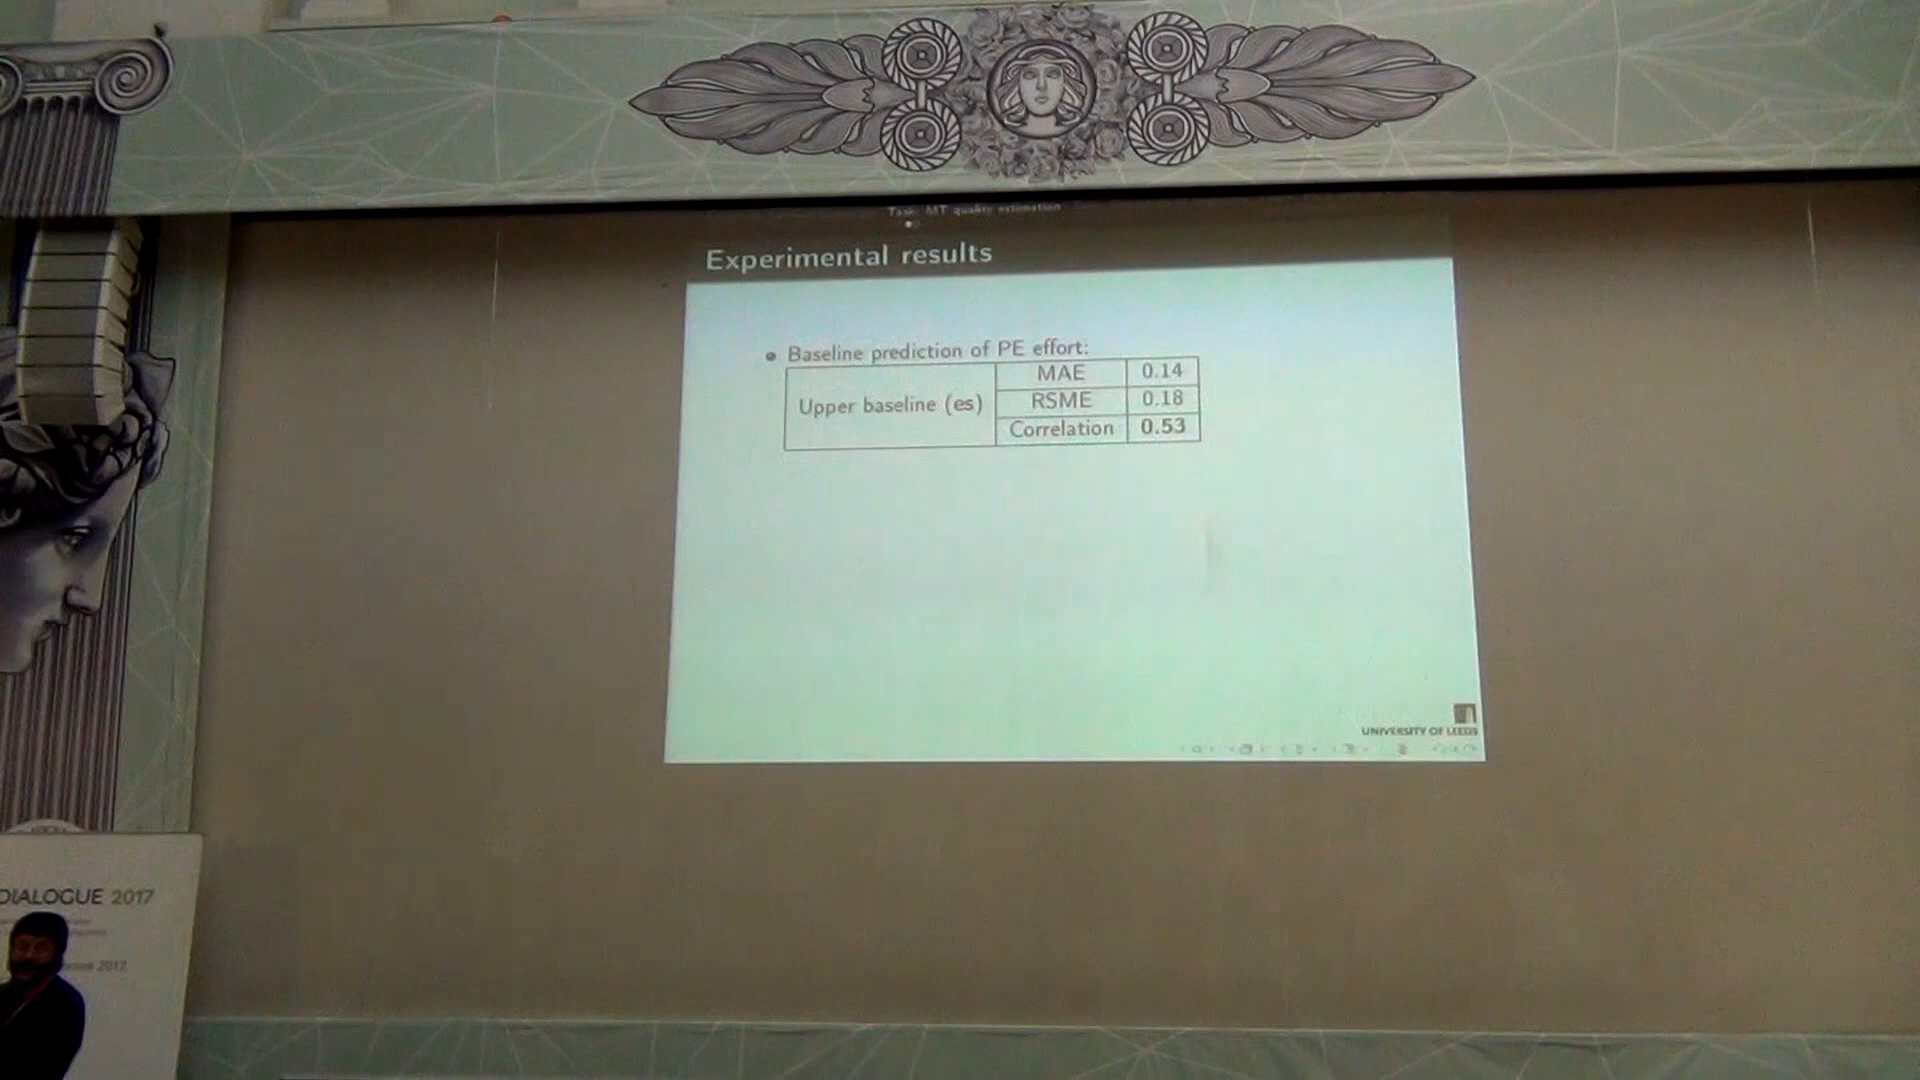 Task: MT quality estimation
Experimental results
Baseline prediction of PE effort:
Upper baseline (es)
MAE 0.14
RSME 0.18
Correlation 0.53
UNIVERSITY OF LEEDS
DIALOGUE 2017
2017